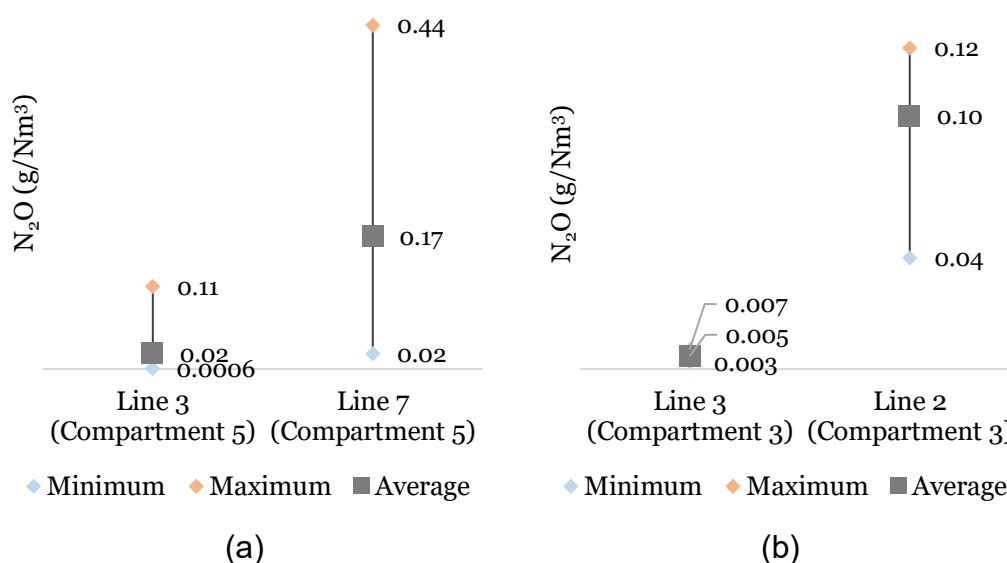 N₂O (g/Nm³)
0.44
0.17
0.11
0.02
0.02
0.0006
Line 3
(Compartment 5)
Line 7
(Compartment 5)
Minimum Maximum Average
(a)
N₂O (g/Nm³)
0.12
0.10
0.04
0.007
0.005
0.003
Line 3
(Compartment 3)
Line 2
(Compartment 3)
Minimum Maximum Average
(b)